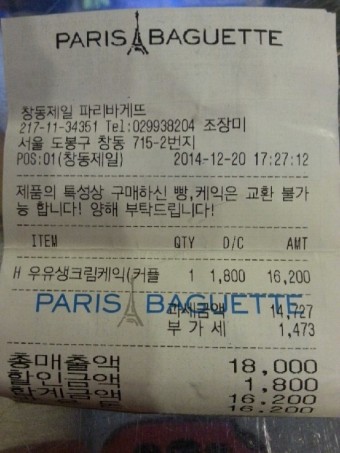 PARIS BAGUETTE
창동제일 파리바게뜨
217-11-34351 Tel:029938204 조장미
서울 도봉구 창동 715-2번지
POS:01(창동제일) 2014-12-20 17:27:12
제품의 특성상 구매하신 빵,케익은 교환 불가
능 합니다! 양해 부탁드립니다!
ITEM QTY D/C AMT
H 우유생크림케익(커플 1 1,800 16,200
PARIS BAGUETTE
과세금액 14,727
부 가 세 1,473
총매출액 18,000
할인금액 1,800
합계금액 16,200
16,200